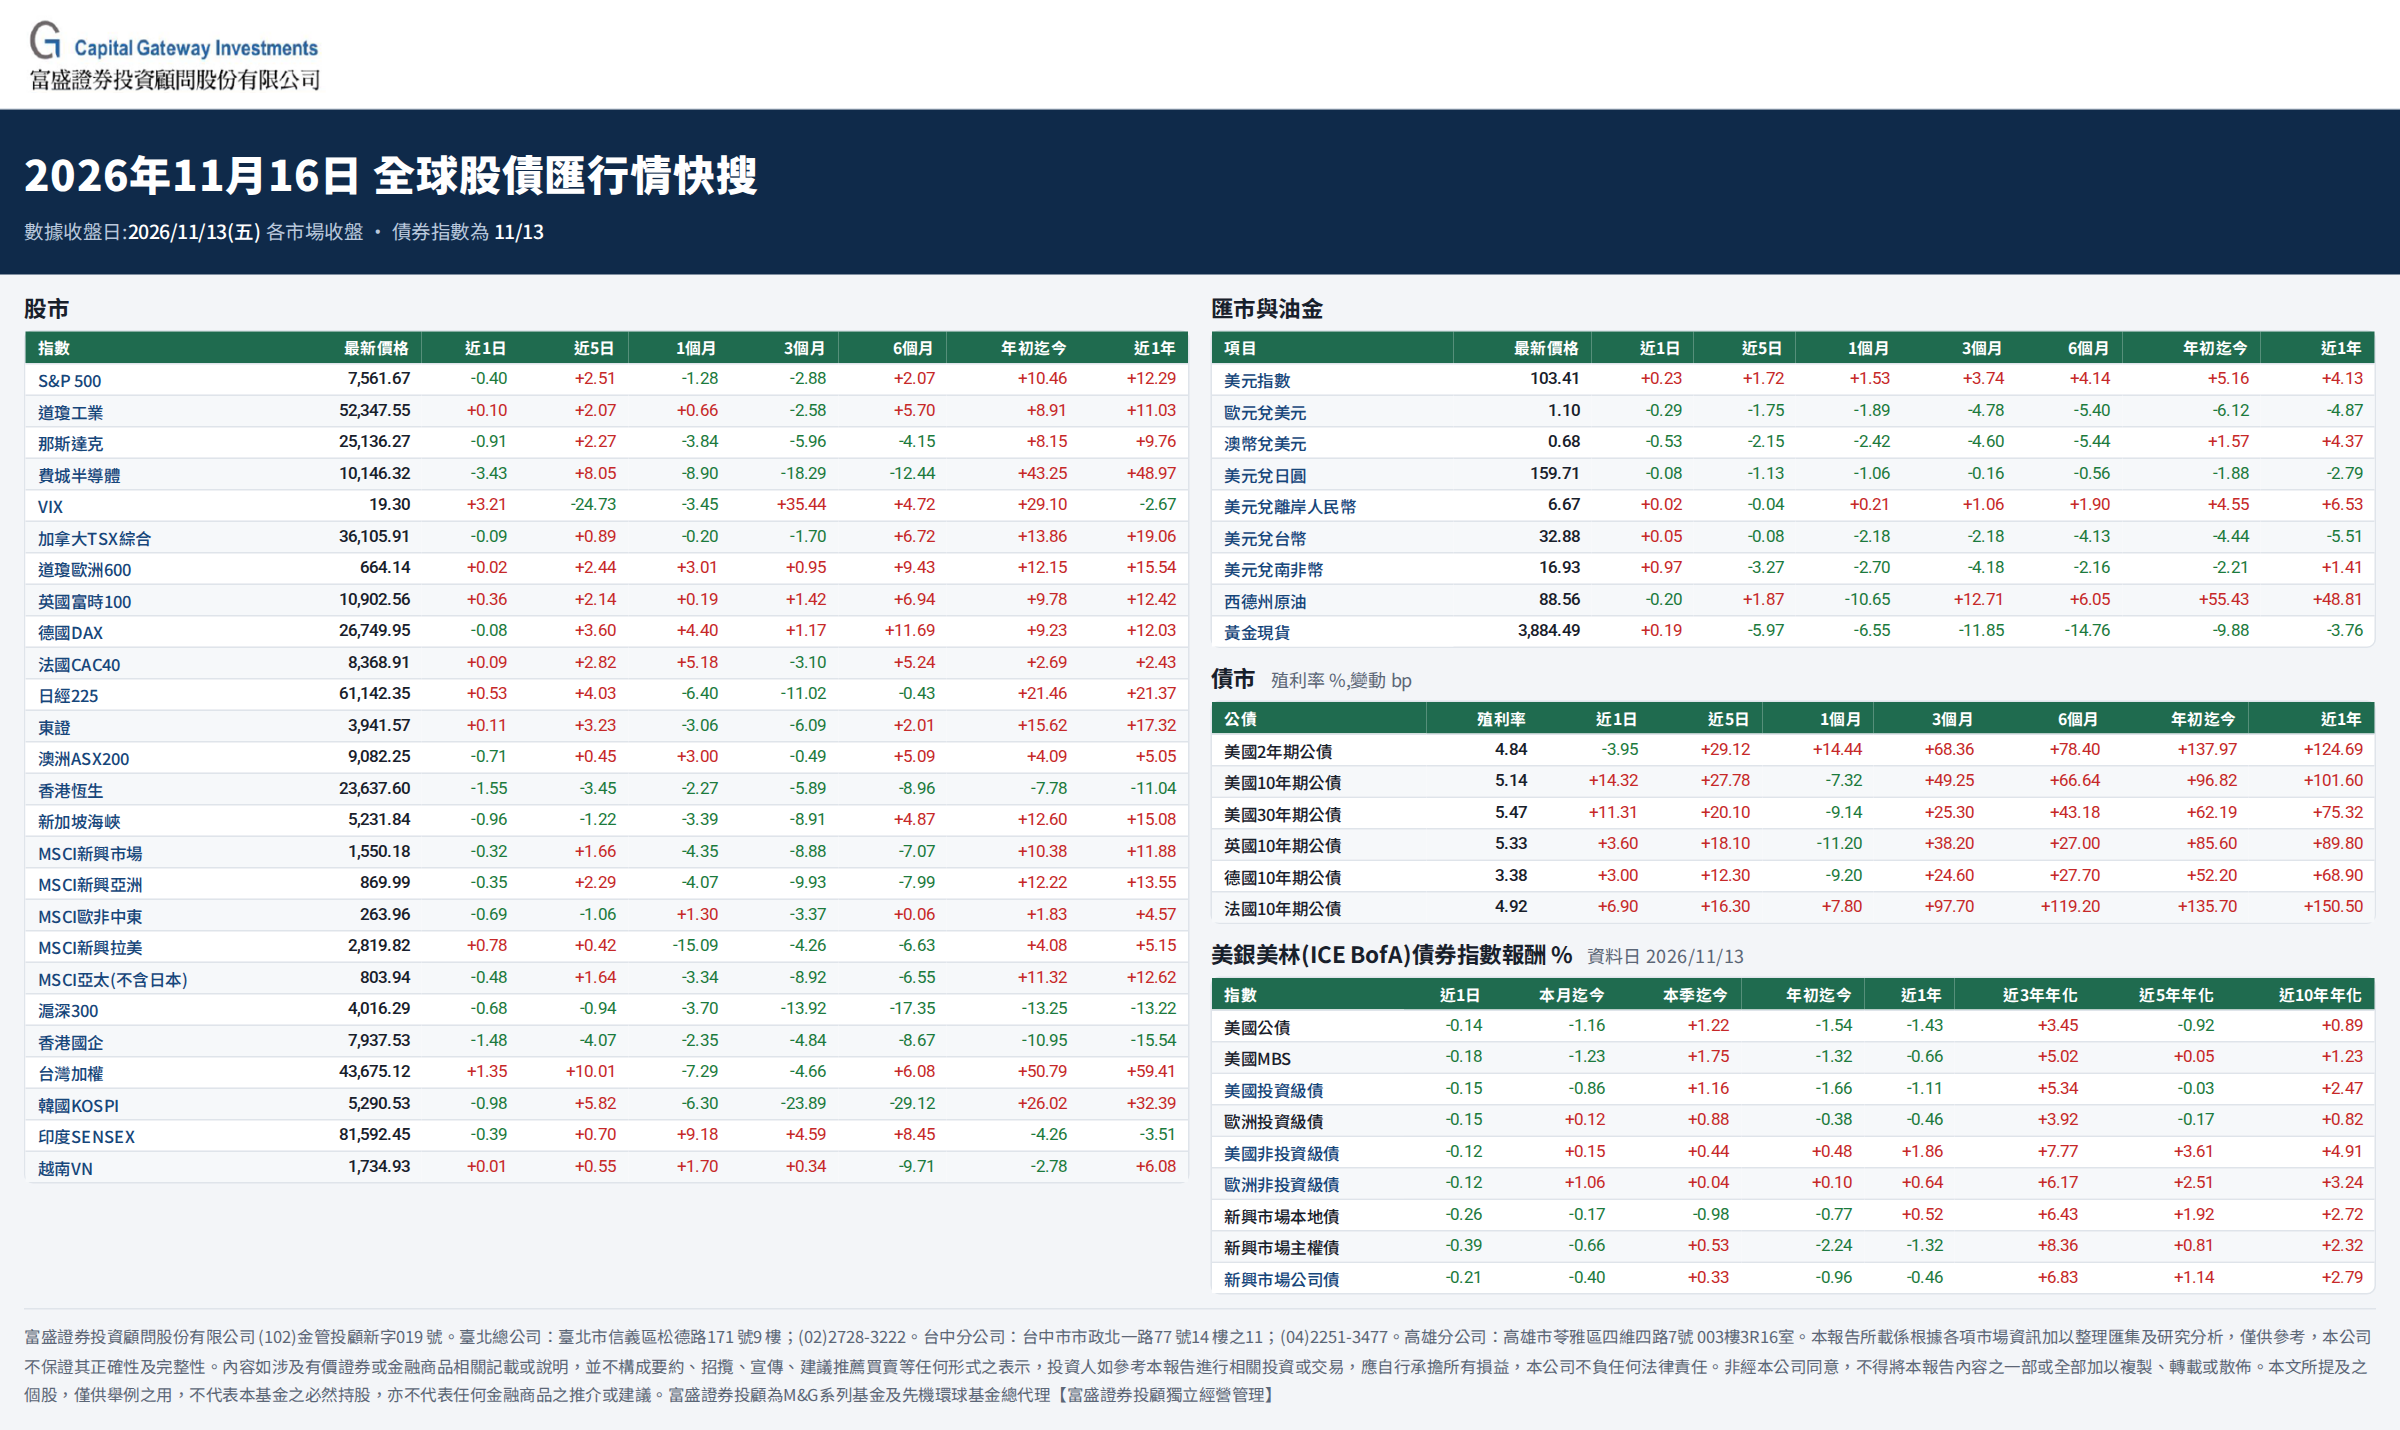 Capital Gateway Investments
富盛證券投資顧問股份有限公司
2026年11月16日 全球股債匯行情快搜
數據收盤日:2026/11/13(五) 各市場收盤 · 債券指數為 11/13
股市
指數 最新價格 近1日 近5日 1個月 3個月 6個月 年初迄今 近1年
S&P 500 7,561.67 -0.40 +2.51 -1.28 -2.88 +2.07 +10.46 +12.29
道瓊工業 52,347.55 +0.10 +2.07 +0.66 -2.58 +5.70 +8.91 +11.03
那斯達克 25,136.27 -0.91 +2.27 -3.84 -5.96 -4.15 +8.15 +9.76
費城半導體 10,146.32 -3.43 +8.05 -8.90 -18.29 -12.44 +43.25 +48.97
VIX 19.30 +3.21 -24.73 -3.45 +35.44 +4.72 +29.10 -2.67
加拿大TSX綜合 36,105.91 -0.09 +0.89 -0.20 -1.70 +6.72 +13.86 +19.06
道瓊歐洲600 664.14 +0.02 +2.44 +3.01 +0.95 +9.43 +12.15 +15.54
英國富時100 10,902.56 +0.36 +2.14 +0.19 +1.42 +6.94 +9.78 +12.42
德國DAX 26,749.95 -0.08 +3.60 +4.40 +1.17 +11.69 +9.23 +12.03
法國CAC40 8,368.91 +0.09 +2.82 +5.18 -3.10 +5.24 +2.69 +2.43
日經225 61,142.35 +0.53 +4.03 -6.40 -11.02 -0.43 +21.46 +21.37
東證 3,941.57 +0.11 +3.23 -3.06 -6.09 +2.01 +15.62 +17.32
澳洲ASX200 9,082.25 -0.71 +0.45 +3.00 -0.49 +5.09 +4.09 +5.05
香港恆生 23,637.60 -1.55 -3.45 -2.27 -5.89 -8.96 -7.78 -11.04
新加坡海峽 5,231.84 -0.96 -1.22 -3.39 -8.91 +4.87 +12.60 +15.08
MSCI新興市場 1,550.18 -0.32 +1.66 -4.35 -8.88 -7.07 +10.38 +11.88
MSCI新興亞洲 869.99 -0.35 +2.29 -4.07 -9.93 -7.99 +12.22 +13.55
MSCI歐非中東 263.96 -0.69 -1.06 +1.30 -3.37 +0.06 +1.83 +4.57
MSCI新興拉美 2,819.82 +0.78 +0.42 -15.09 -4.26 -6.63 +4.08 +5.15
MSCI亞太(不含日本) 803.94 -0.48 +1.64 -3.34 -8.92 -6.55 +11.32 +12.62
滬深300 4,016.29 -0.68 -0.94 -3.70 -13.92 -17.35 -13.25 -13.22
香港國企 7,937.53 -1.48 -4.07 -2.35 -4.84 -8.67 -10.95 -15.54
台灣加權 43,675.12 +1.35 +10.01 -7.29 -4.66 +6.08 +50.79 +59.41
韓國KOSPI 5,290.53 -0.98 +5.82 -6.30 -23.89 -29.12 +26.02 +32.39
印度SENSEX 81,592.45 -0.39 +0.70 +9.18 +4.59 +8.45 -4.26 -3.51
越南VN 1,734.93 +0.01 +0.55 +1.70 +0.34 -9.71 -2.78 +6.08
匯市與油金
項目 最新價格 近1日 近5日 1個月 3個月 6個月 年初迄今 近1年
美元指數 103.41 +0.23 +1.72 +1.53 +3.74 +4.14 +5.16 +4.13
歐元兌美元 1.10 -0.29 -1.75 -1.89 -4.78 -5.40 -6.12 -4.87
澳幣兌美元 0.68 -0.53 -2.15 -2.42 -4.60 -5.44 +1.57 +4.37
美元兌日圓 159.71 -0.08 -1.13 -1.06 -0.16 -0.56 -1.88 -2.79
美元兌離岸人民幣 6.67 +0.02 -0.04 +0.21 +1.06 +1.90 +4.55 +6.53
美元兌台幣 32.88 +0.05 -0.08 -2.18 -2.18 -4.13 -4.44 -5.51
美元兌南非幣 16.93 +0.97 -3.27 -2.70 -4.18 -2.16 -2.21 +1.41
西德州原油 88.56 -0.20 +1.87 -10.65 +12.71 +6.05 +55.43 +48.81
黃金現貨 3,884.49 +0.19 -5.97 -6.55 -11.85 -14.76 -9.88 -3.76
債市 殖利率 %,變動 bp
公債 殖利率 近1日 近5日 1個月 3個月 6個月 年初迄今 近1年
美國2年期公債 4.84 -3.95 +29.12 +14.44 +68.36 +78.40 +137.97 +124.69
美國10年期公債 5.14 +14.32 +27.78 -7.32 +49.25 +66.64 +96.82 +101.60
美國30年期公債 5.47 +11.31 +20.10 -9.14 +25.30 +43.18 +62.19 +75.32
英國10年期公債 5.33 +3.60 +18.10 -11.20 +38.20 +27.00 +85.60 +89.80
德國10年期公債 3.38 +3.00 +12.30 -9.20 +24.60 +27.70 +52.20 +68.90
法國10年期公債 4.92 +6.90 +16.30 +7.80 +97.70 +119.20 +135.70 +150.50
美銀美林(ICE BofA)債券指數報酬 % 資料日 2026/11/13
指數 近1日 本月迄今 本季迄今 年初迄今 近1年 近3年年化 近5年年化 近10年年化
美國公債 -0.14 -1.16 +1.22 -1.54 -1.43 +3.45 -0.92 +0.89
美國MBS -0.18 -1.23 +1.75 -1.32 -0.66 +5.02 +0.05 +1.23
美國投資級債 -0.15 -0.86 +1.16 -1.66 -1.11 +5.34 -0.03 +2.47
歐洲投資級債 -0.15 +0.12 +0.88 -0.38 -0.46 +3.92 -0.17 +0.82
美國非投資級債 -0.12 +0.15 +0.44 +0.48 +1.86 +7.77 +3.61 +4.91
歐洲非投資級債 -0.12 +1.06 +0.04 +0.10 +0.64 +6.17 +2.51 +3.24
新興市場本地債 -0.26 -0.17 -0.98 -0.77 +0.52 +6.43 +1.92 +2.72
新興市場主權債 -0.39 -0.66 +0.53 -2.24 -1.32 +8.36 +0.81 +2.32
新興市場公司債 -0.21 -0.40 +0.33 -0.96 -0.46 +6.83 +1.14 +2.79
富盛證券投資顧問股份有限公司 (102)金管投顧新字019 號。臺北總公司：臺北市信義區松德路171 號9 樓；(02)2728-3222。台中分公司：台中市市政北一路77 號14 樓之11；(04)2251-3477。高雄分公司：高雄市苓雅區四維四路7號 003樓3R16室。本報告所載係根據各項市場資訊加以整理匯集及研究分析，僅供參考，本公司
不保證其正確性及完整性。內容如涉及有價證券或金融商品相關記載或說明，並不構成要約、招攬、宣傳、建議推薦買賣等任何形式之表示，投資人如參考本報告進行相關投資或交易，應自行承擔所有損益，本公司不負任何法律責任。非經本公司同意，不得將本報告內容之一部或全部加以複製、轉載或散佈。本文所提及之
個股，僅供舉例之用，不代表本基金之必然持股，亦不代表任何金融商品之推介或建議。富盛證券投顧為M&G系列基金及先機環球基金總代理【富盛證券投顧獨立經營管理】